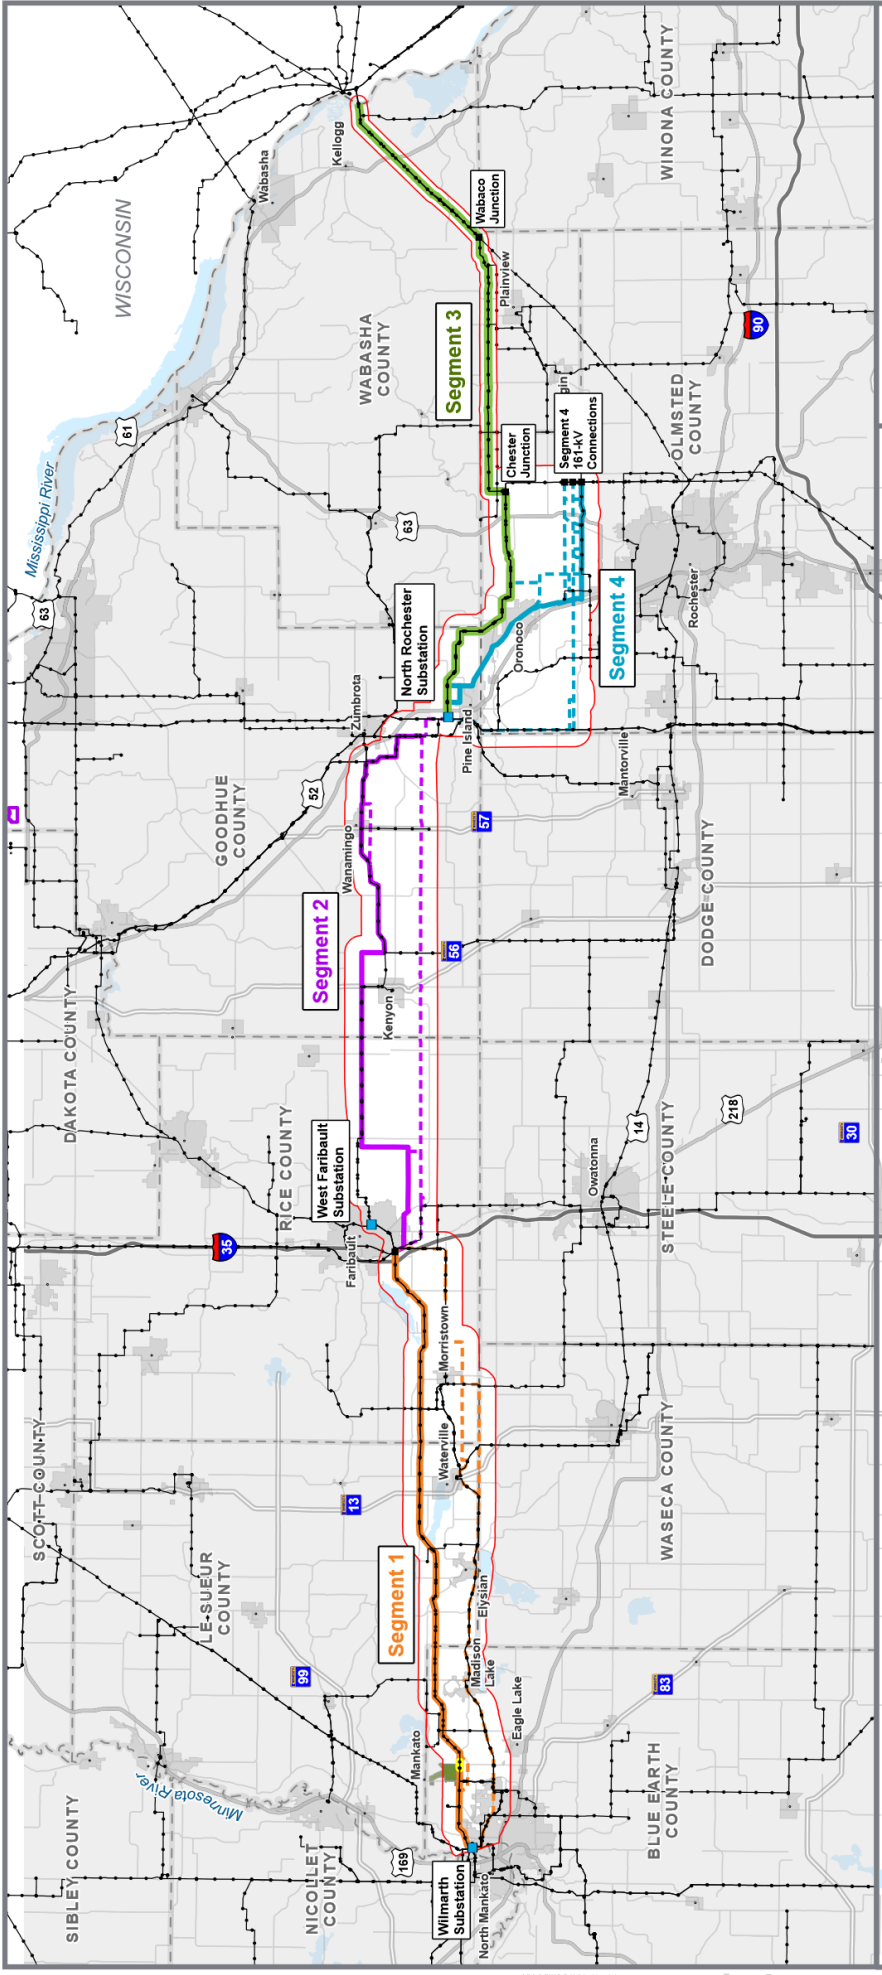 SIBLEY COUNTY
NICOLLET
COUNTY
Minnesota River
169
Wilmarth
Substation
North Mankato
Mankato
Eagle Lake
Madison
Lake
Elysian
BLUE EARTH
COUNTY
83
99
LE-SUEUR
COUNTY
SCOTT-COUNTY
13
Segment 1
Waterville
Morristown
WASECA COUNTY
35
RICE COUNTY
Faribault
West Faribault
Substation
Owatonna
14
STEELE-COUNTY
218
30
DAKOTA COUNTY
Kenyon
Segment 2
56
Wanamingo
57
52
GOODHUE
COUNTY
DODGE COUNTY
Mantorville
Zumbrota
Pine Island
North Rochester
Substation
Oronoco
Segment 4
Rochester
63
63
Mississippi River
61
Chester
Junction
Segment 4
161-kV
Connections
gin
OLMSTED
COUNTY
Segment 3
WABASHA
COUNTY
Plainview
90
Wabaco
Junction
WISCONSIN
Wabasha
Kellogg
WINONA COUNTY